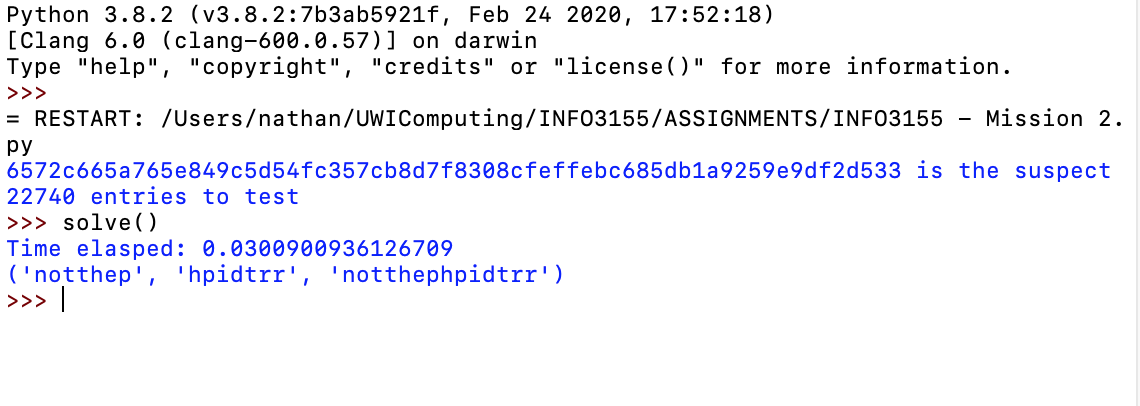 Python 3.8.2 (v3.8.2:7b3ab5921f, Feb 24 2020, 17:52:18)
[Clang 6.0 (clang-600.0.57)] on darwin
Type "help", "copyright", "credits" or "license()" for more information.
>>>
= RESTART: /Users/nathan/UWIComputing/INFO3155/ASSIGNMENTS/INFO3155 – Mission 2.
py
6572c665a765e849c5d54fc357cb8d7f8308cfeffebc685db1a9259e9df2d533 is the suspect
22740 entries to test
>>> solve()
Time elasped: 0.0300900936126709
('notthep', 'hpidtrr', 'notthephpidtrr')
>>>